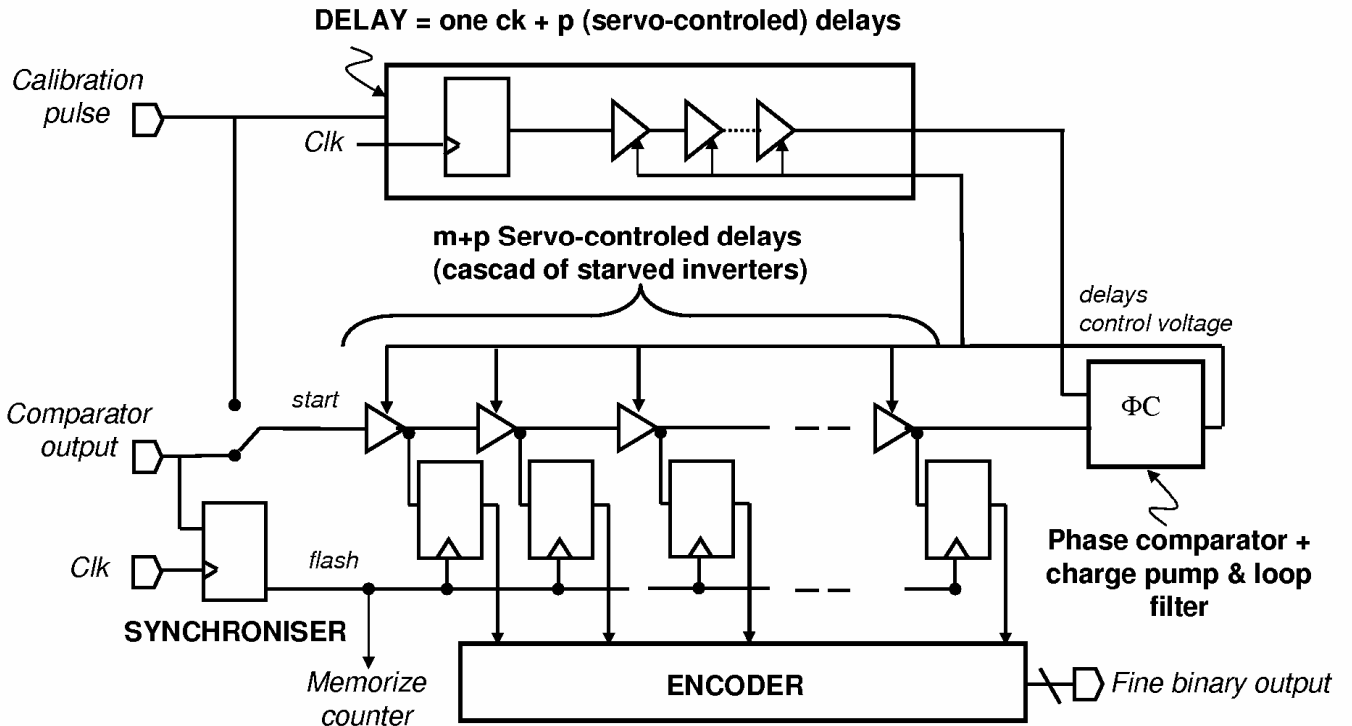 DELAY = one ck + p (servo-controled) delays
Calibration
pulse
Clk
m+p Servo-controled delays
(cascad of starved inverters)
delays
control voltage
start
Comparator
output
ΦC
Clk
flash
Phase comparator +
charge pump & loop
filter
SYNCHRONISER
Memorize
counter
ENCODER
Fine binary output